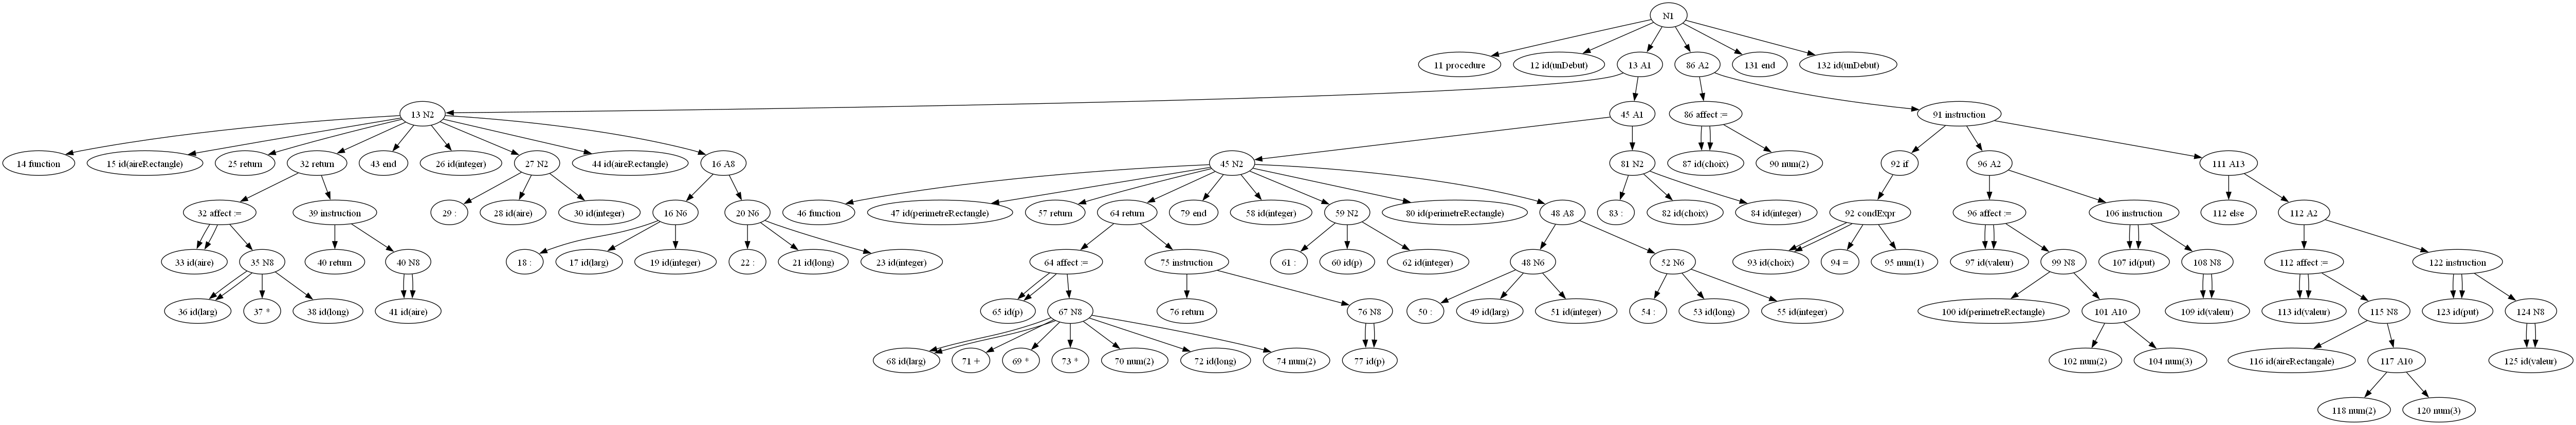 N1
11 procedure
12 id(unDebut)
13 A1
86 A2
131 end
132 id(unDebut)
13 N2
45 A1
86 affect :=
91 instruction
14 function
15 id(aireRectangle)
25 return
32 return
43 end
26 id(integer)
27 N2
44 id(aireRectangle)
16 A8
45 N2
81 N2
87 id(choix)
90 num(2)
92 if
96 A2
111 A13
32 affect :=
39 instruction
29 :
28 id(aire)
30 id(integer)
16 N6
20 N6
46 function
47 id(perimetreRectangle)
57 return
64 return
79 end
58 id(integer)
59 N2
80 id(perimetreRectangle)
48 A8
83 :
82 id(choix)
84 id(integer)
92 condExpr
96 affect :=
106 instruction
112 else
112 A2
33 id(aire)
35 N8
40 return
40 N8
18 :
17 id(larg)
19 id(integer)
22 :
21 id(long)
23 id(integer)
64 affect :=
75 instruction
61 :
60 id(p)
62 id(integer)
48 N6
52 N6
93 id(choix)
94 =
95 num(1)
97 id(valeur)
99 N8
107 id(put)
108 N8
112 affect :=
122 instruction
36 id(larg)
37 *
38 id(long)
41 id(aire)
65 id(p)
67 N8
76 return
76 N8
50 :
49 id(larg)
51 id(integer)
54 :
53 id(long)
55 id(integer)
100 id(perimetreRectangle)
101 A10
109 id(valeur)
113 id(valeur)
115 N8
123 id(put)
124 N8
68 id(larg)
71 +
69 *
73 *
70 num(2)
72 id(long)
74 num(2)
77 id(p)
102 num(2)
104 num(3)
116 id(aireRectangale)
117 A10
125 id(valeur)
118 num(2)
120 num(3)